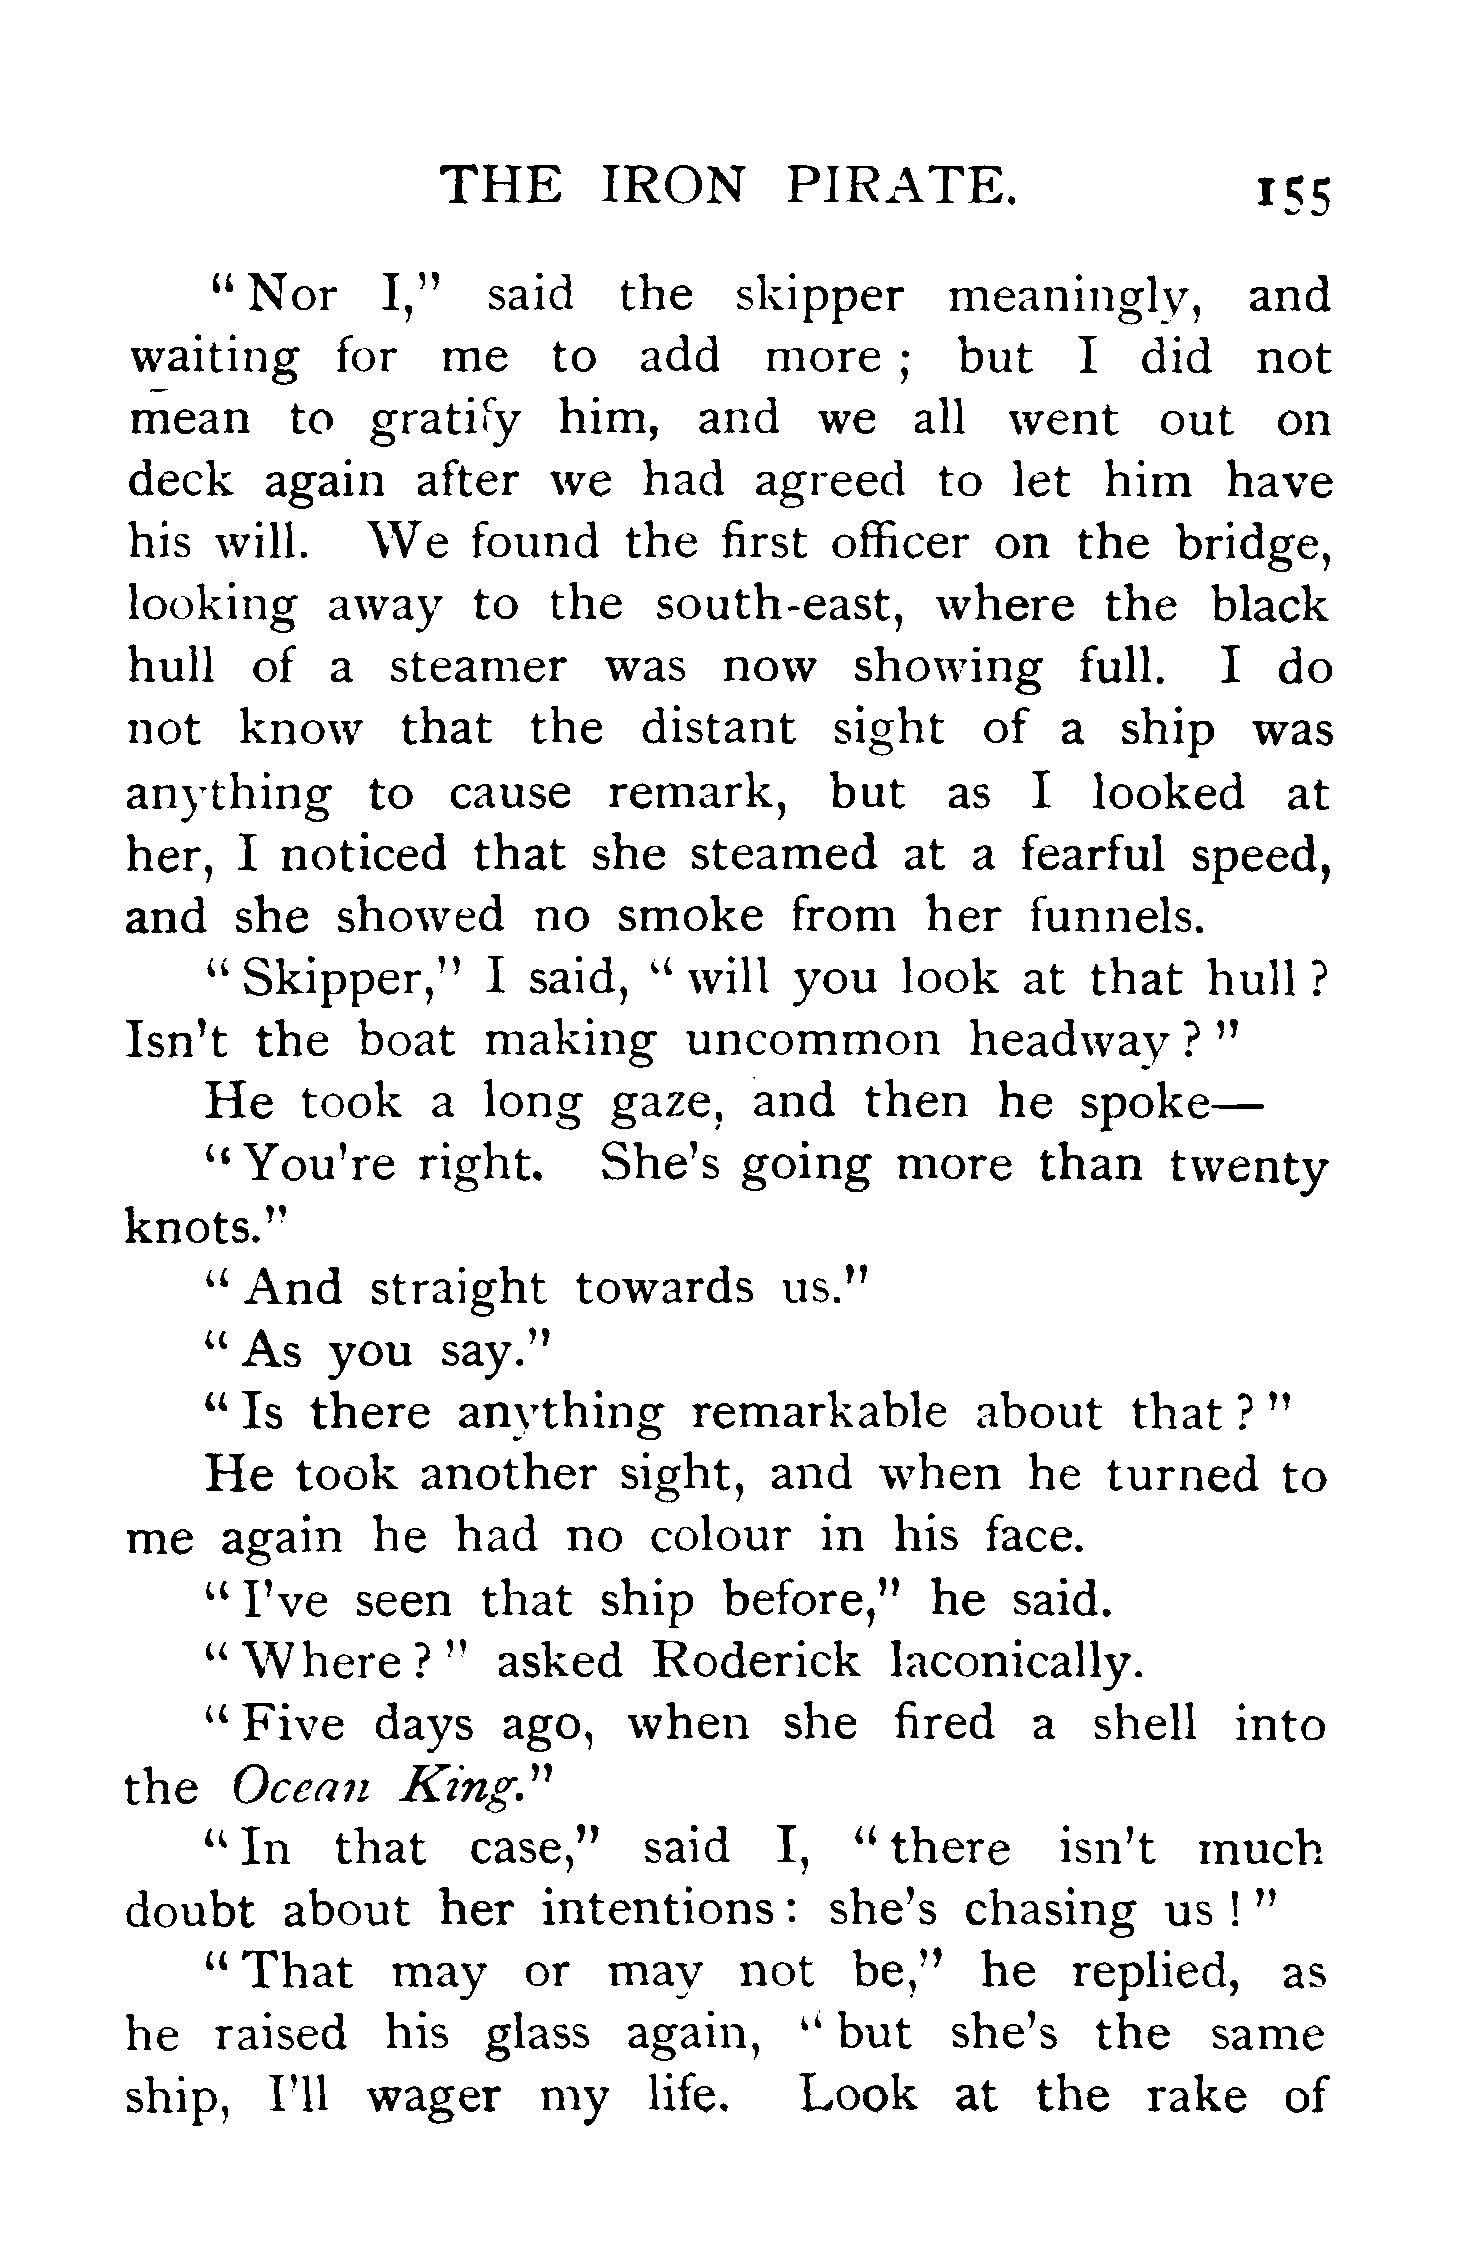 THE IRON PIRATE. 155
"Nor I," said the skipper meaningly, and
waiting for me to add more; but I did not
mean to gratify him, and we all went out on
deck again after we had agreed to let him have
his will. We found the first officer on the bridge,
looking away to the south-east, where the black
hull of a steamer was now showing full. I do
not know that the distant sight of a ship was
anything to cause remark, but as I looked at
her, I noticed that she steamed at a fearful speed,
and she showed no smoke from her funnels.
"Skipper," I said, "will you look at that hull?
Isn't the boat making uncommon headway?"
He took a long gaze, and then he spoke—
"You're right. She's going more than twenty
knots."
"And straight towards us."
"As you say."
"Is there anything remarkable about that?"
He took another sight, and when he turned to
me again he had no colour in his face.
"I've seen that ship before," he said.
"Where?" asked Roderick laconically.
"Five days ago, when she fired a shell into
the Ocean King."
"In that case," said I, "there isn't much
doubt about her intentions: she's chasing us!"
"That may or may not be," he replied, as
he raised his glass again, "but she's the same
ship, I'll wager my life. Look at the rake of